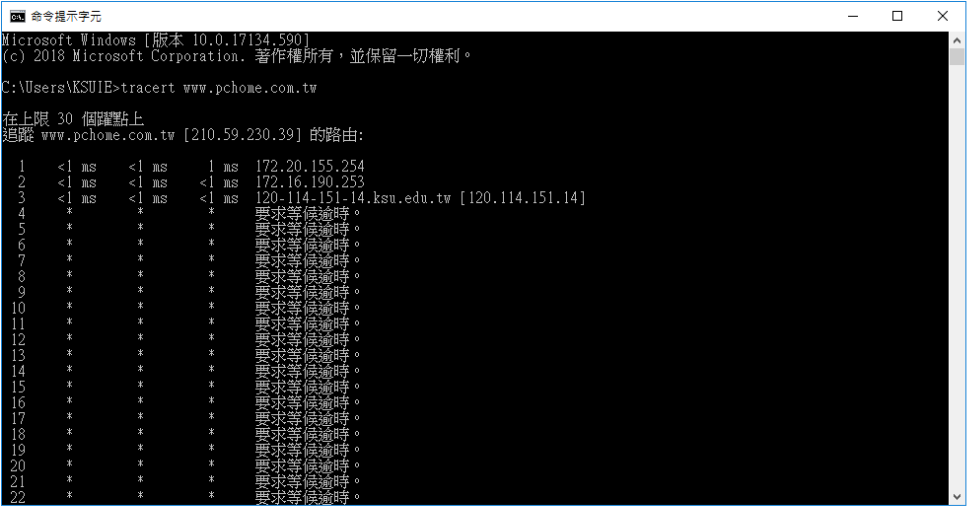 命令提示字元
Microsoft Windows [版本 10.0.17134.590]
(c) 2018 Microsoft Corporation. 著作權所有，並保留一切權利。
C:\Users\KSUIE>tracert www.pchome.com.tw
在上限 30 個躍點上
追蹤 www.pchome.com.tw [210.59.230.39] 的路由:
1 <1 ms <1 ms 1 ms 172.20.155.254
2 <1 ms <1 ms <1 ms 172.16.190.253
3 <1 ms <1 ms <1 ms 120-114-151-14.ksu.edu.tw [120.114.151.14]
4 * * * 要求等候逾時。
5 * * * 要求等候逾時。
6 * * * 要求等候逾時。
7 * * * 要求等候逾時。
8 * * * 要求等候逾時。
9 * * * 要求等候逾時。
10 * * * 要求等候逾時。
11 * * * 要求等候逾時。
12 * * * 要求等候逾時。
13 * * * 要求等候逾時。
14 * * * 要求等候逾時。
15 * * * 要求等候逾時。
16 * * * 要求等候逾時。
17 * * * 要求等候逾時。
18 * * * 要求等候逾時。
19 * * * 要求等候逾時。
20 * * * 要求等候逾時。
21 * * * 要求等候逾時。
22 * * * 要求等候逾時。